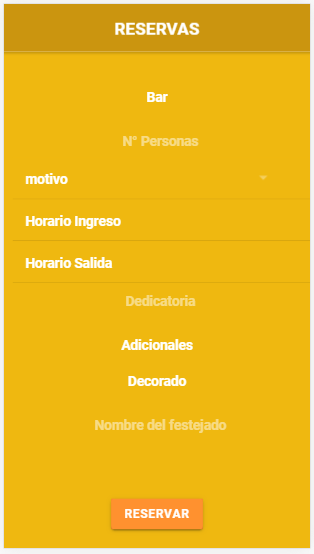 RESERVAS
Bar
N° Personas
motivo
Horario Ingreso
Horario Salida
Dedicatoria
Adicionales
Decorado
Nombre del festejado
RESERVAR